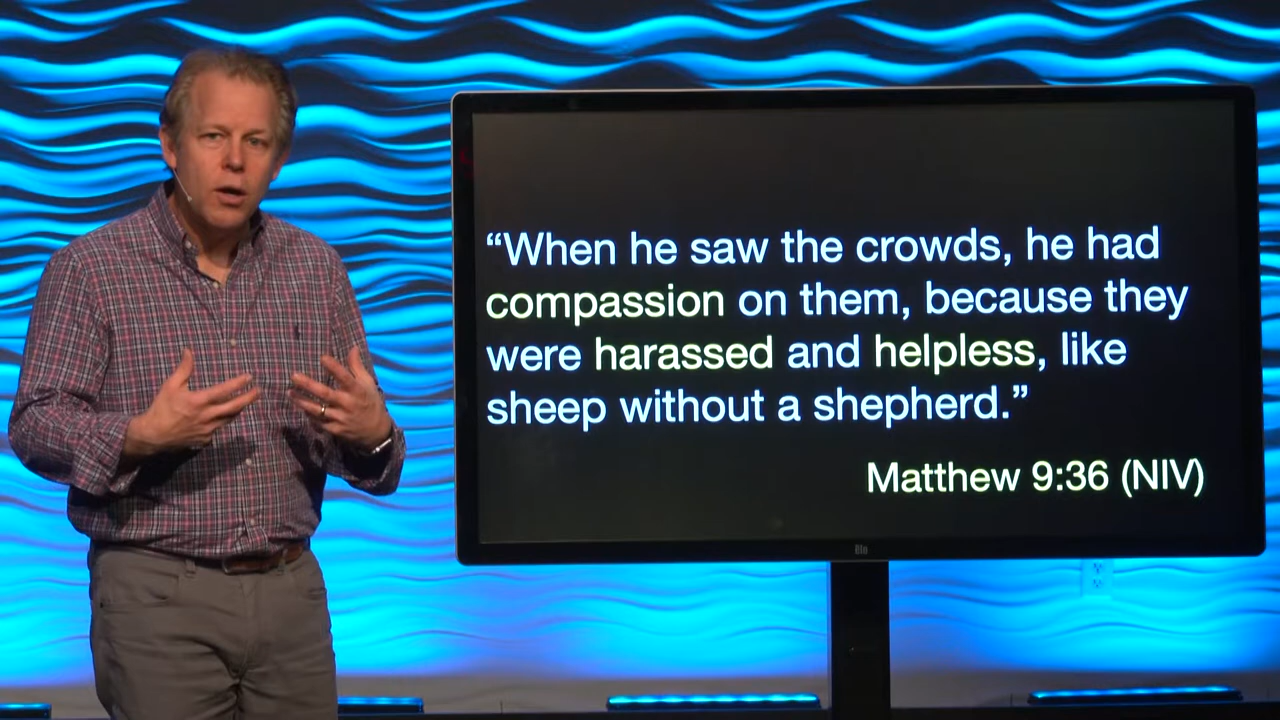 “When he saw the crowds, he had
compassion on them, because they
were harassed and helpless, like
sheep without a shepherd.”
Matthew 9:36 (NIV)
Elo